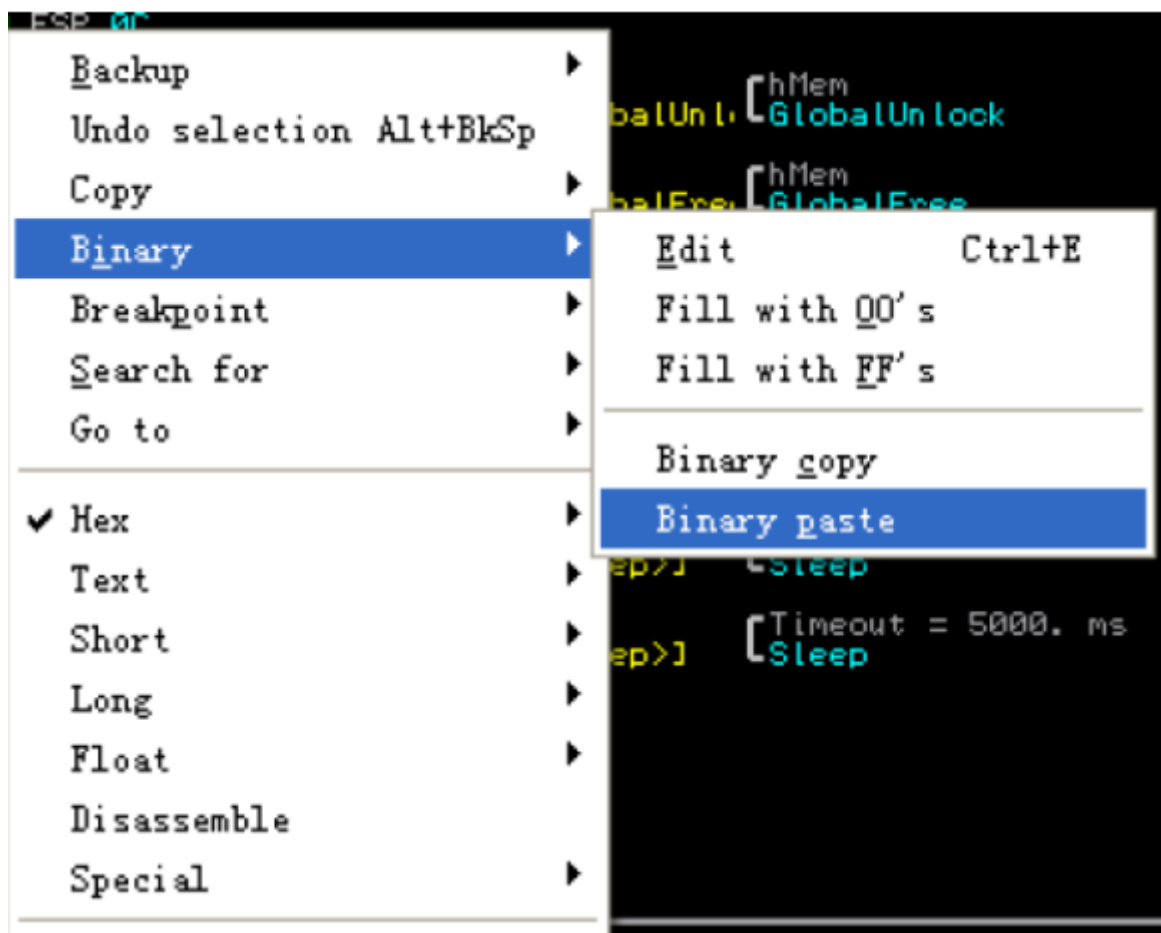 ESP 0C
Backup
Undo selection Alt+BkSp
Copy
Binary
Breakpoint
Search for
Go to
Hex
Text
Short
Long
Float
Disassemble
Special
hMem
GlobalUnlock
hMem
GlobalFree
Edit Ctrl+E
Fill with 00's
Fill with FF's
Binary copy
Binary paste
ep>] Sleep
Timeout = 5000. ms
ep>] Sleep